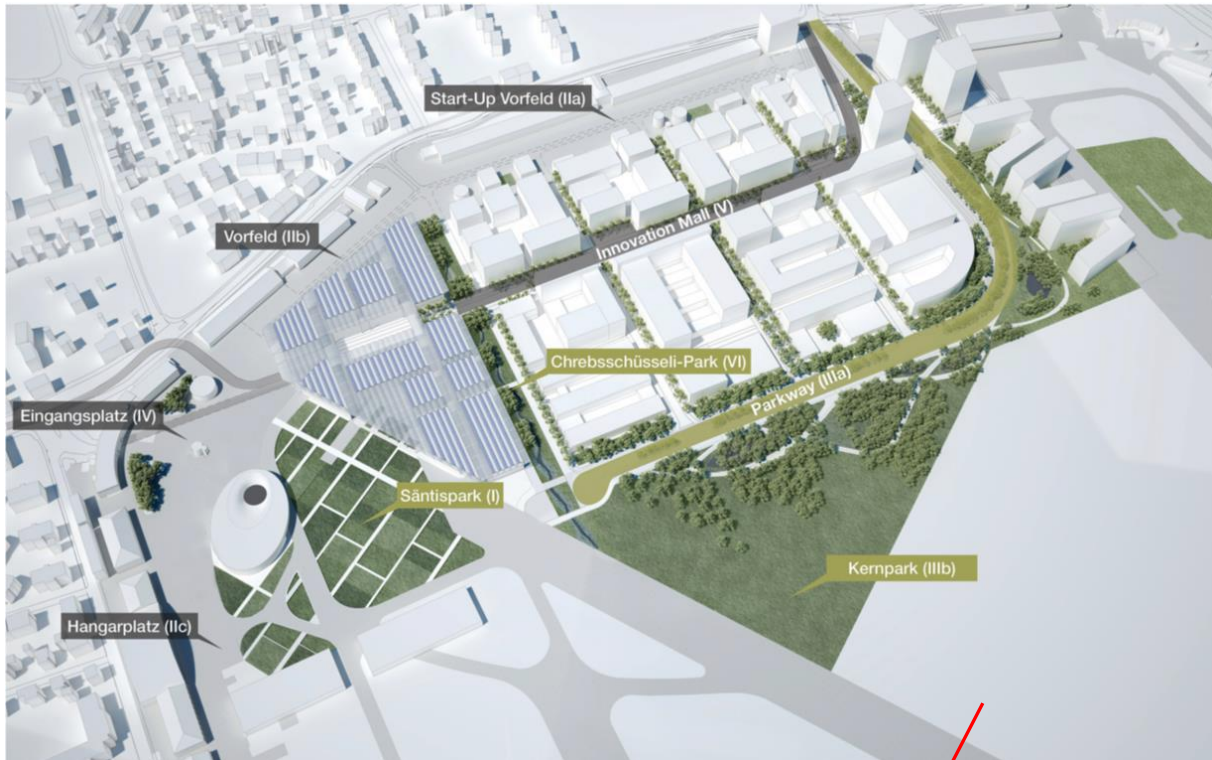 Start-Up Vorfeld (IIa)
Innovation Mall (V)
Vorfeld (IIb)
Chrebsschüsseli-Park (VI)
Parkway (IIIa)
Eingangsplatz (IV)
Säntispark (I)
Kernpark (IIIb)
Hangarplatz (IIc)